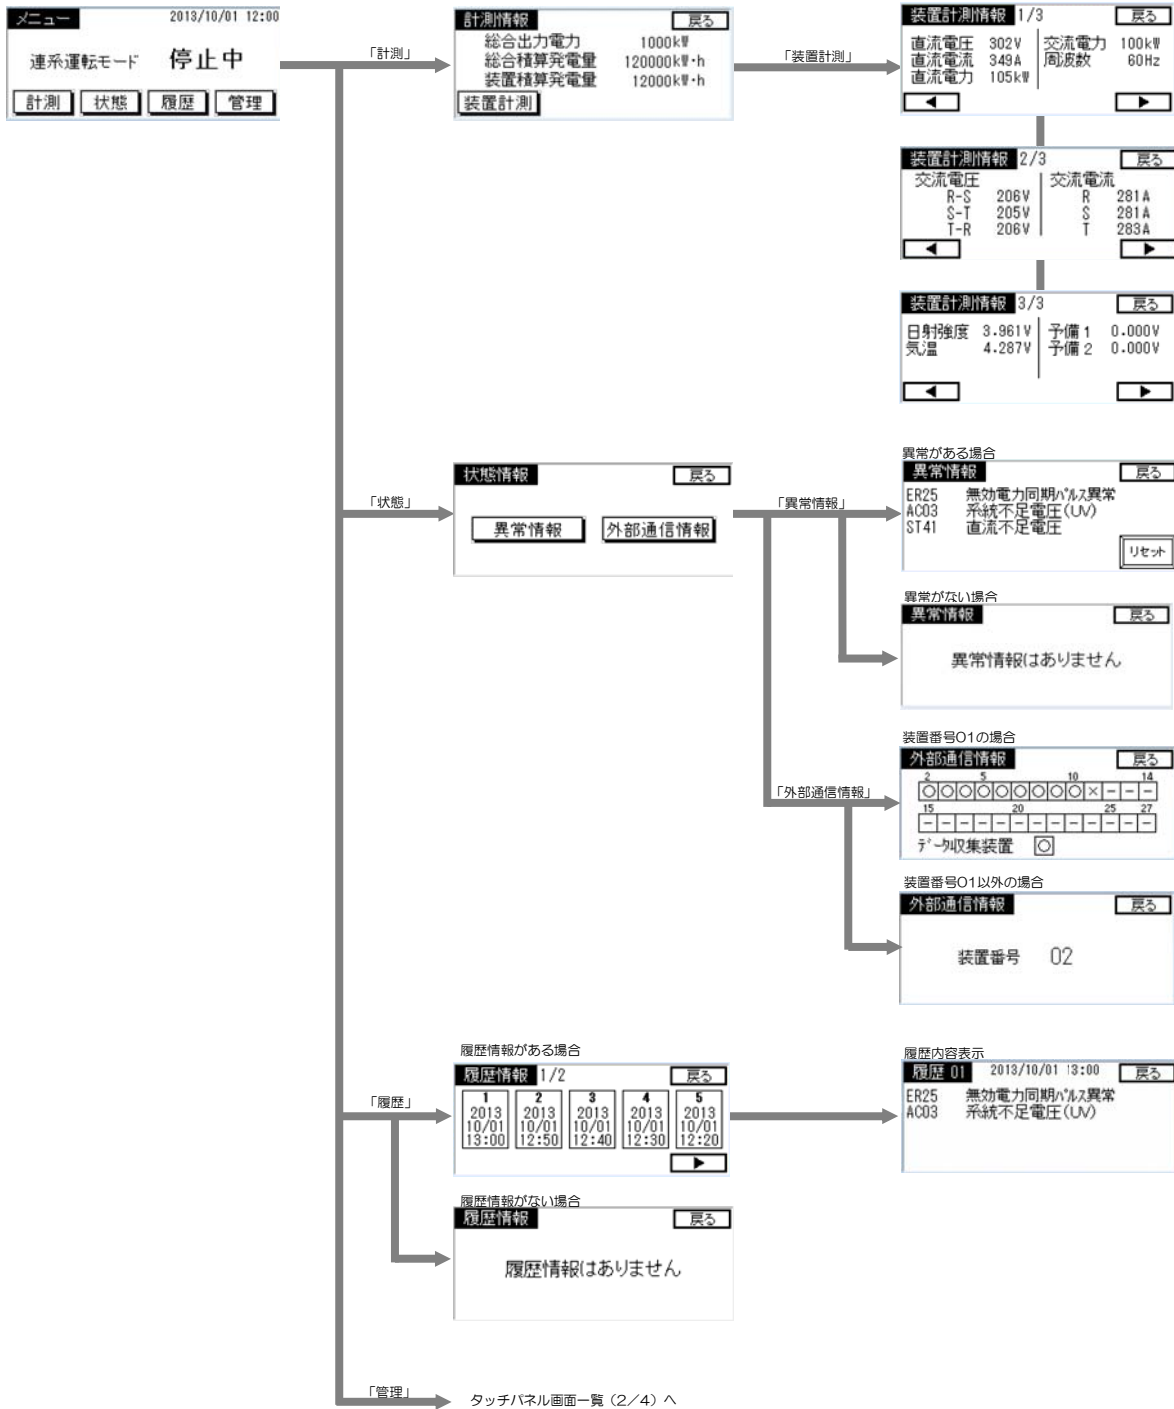 メニュー 2013/10/01 12:00
連系運転モード 停止中
計測 状態 履歴 管理
「計測」
計測情報 戻る
総合出力電力 1000kW
総合積算発電量 120000kW・h
装置積算発電量 12000kW・h
装置計測
「装置計測」
装置計測情報 1/3 戻る
直流電圧 302V 交流電力 100kW
直流電流 349A 周波数 60Hz
直流電力 105kW
◀ ▶
装置計測情報 2/3 戻る
交流電圧 交流電流
R-S 206V R 281A
S-T 205V S 281A
T-R 206V T 283A
◀ ▶
装置計測情報 3/3 戻る
日射強度 3.961V 予備1 0.000V
気温 4.287V 予備2 0.000V
◀ ▶
「状態」
状態情報 戻る
異常情報 外部通信情報
「異常情報」
異常がある場合
異常情報 戻る
ER25 無効電力同期パルス異常
AC03 系統不足電圧(UV)
ST41 直流不足電圧
リセット
異常がない場合
異常情報 戻る
異常情報はありません
「外部通信情報」
装置番号01の場合
外部通信情報 戻る
2 5 10 14
○○○○○○○○○×---
15 20 25 27
-------------
データ収集装置 ○
装置番号01以外の場合
外部通信情報 戻る
装置番号 02
「履歴」
履歴情報がある場合
履歴情報 1/2 戻る
1 2 3 4 5
2013 2013 2013 2013 2013
10/01 10/01 10/01 10/01 10/01
13:00 12:50 12:40 12:30 12:20
▶
履歴内容表示
履歴 01 2013/10/01 13:00 戻る
ER25 無効電力同期パルス異常
AC03 系統不足電圧(UV)
履歴情報がない場合
履歴情報 戻る
履歴情報はありません
「管理」
タッチパネル画面一覧（2／4）へ